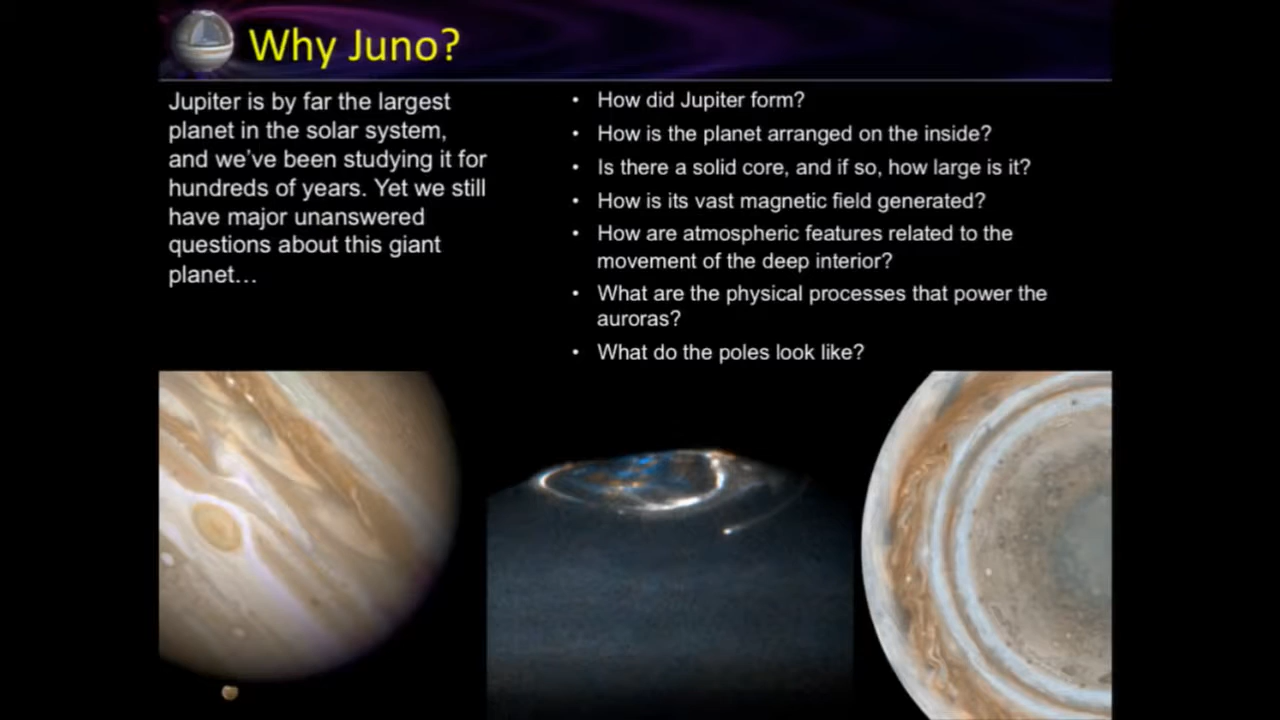 Why Juno?
Jupiter is by far the largest
planet in the solar system,
and we've been studying it for
hundreds of years. Yet we still
have major unanswered
questions about this giant
planet…
• How did Jupiter form?
• How is the planet arranged on the inside?
• Is there a solid core, and if so, how large is it?
• How is its vast magnetic field generated?
• How are atmospheric features related to the
movement of the deep interior?
• What are the physical processes that power the
auroras?
• What do the poles look like?